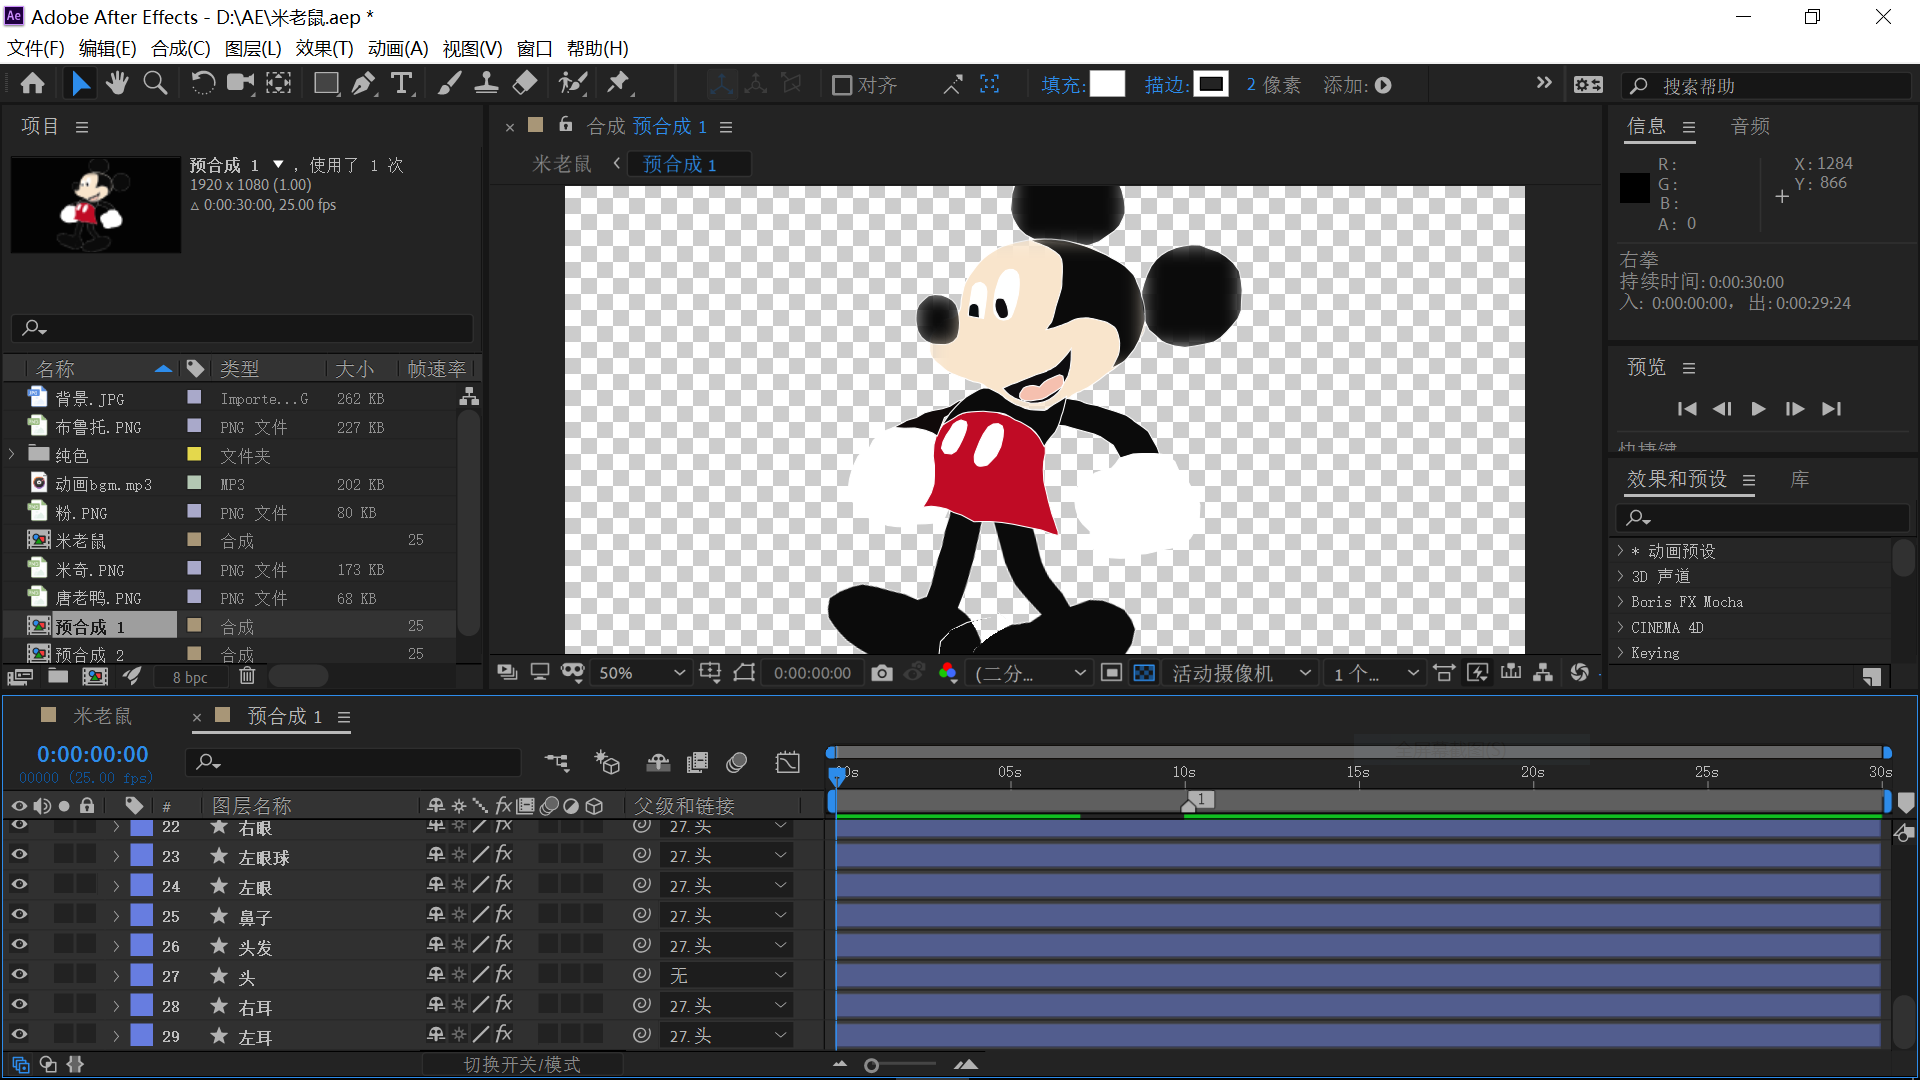 Adobe After Effects - D:\AE\米老鼠.aep *
文件(F) 编辑(E) 合成(C) 图层(L) 效果(T) 动画(A) 视图(V) 窗口 帮助(H)
对齐 填充: 描边: 2 像素 添加: 搜索帮助
项目
预合成 1 ，使用了 1 次
1920 x 1080 (1.00)
△ 0:00:30:00, 25.00 fps
名称 类型 大小 帧速率
背景.JPG Importe...G 262 KB
布鲁托.PNG PNG 文件 227 KB
纯色 文件夹
动画bgm.mp3 MP3 202 KB
粉.PNG PNG 文件 80 KB
米老鼠 合成 25
米奇.PNG PNG 文件 173 KB
唐老鸭.PNG PNG 文件 68 KB
预合成 1 合成 25
预合成 2 合成 25
8 bpc
合成 预合成 1
米老鼠 预合成 1
50% 0:00:00:00 (二分... 活动摄像机 1 个...
信息 音频
R:
G:
B:
A: 0
X: 1284
Y: 866
右拳
持续时间: 0:00:30:00
入: 0:00:00:00，出: 0:00:29:24
预览
快捷键
效果和预设 库
* 动画预设
3D 声道
Boris FX Mocha
CINEMA 4D
Keying
米老鼠 预合成 1
0:00:00:00
00000 (25.00 fps)
全屏幕截图(S)
00s 05s 10s 15s 20s 25s 30s
1
# 图层名称 父级和链接
22 右眼 27. 头
23 左眼球 27. 头
24 左眼 27. 头
25 鼻子 27. 头
26 头发 27. 头
27 头 无
28 右耳 27. 头
29 左耳 27. 头
切换开关/模式